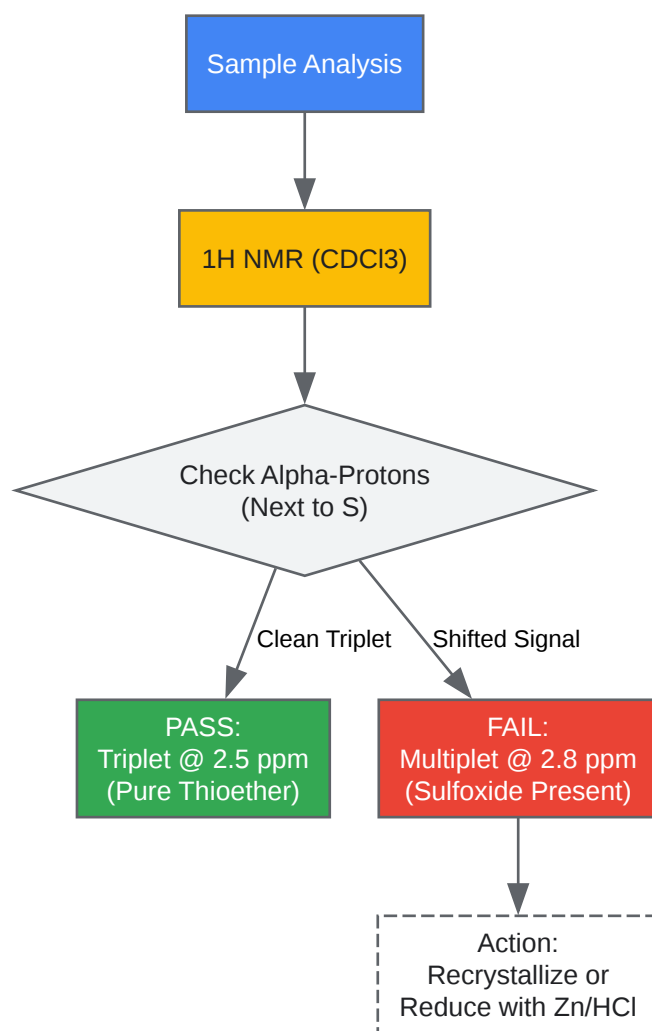 Sample Analysis
1H NMR (CDCl3)
Check Alpha-Protons
(Next to S)
Clean Triplet
Shifted Signal
PASS:
Triplet @ 2.5 ppm
(Pure Thioether)
FAIL:
Multiplet @ 2.8 ppm
(Sulfoxide Present)
Action:
Recrystallize or
Reduce with Zn/HCl